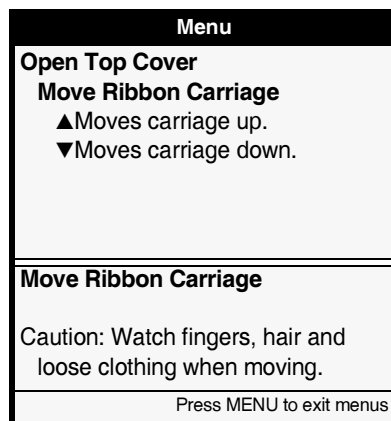 Menu
Open Top Cover
Move Ribbon Carriage
▲Moves carriage up.
▼Moves carriage down.
Move Ribbon Carriage
Caution: Watch fingers, hair and
loose clothing when moving.
Press MENU to exit menus